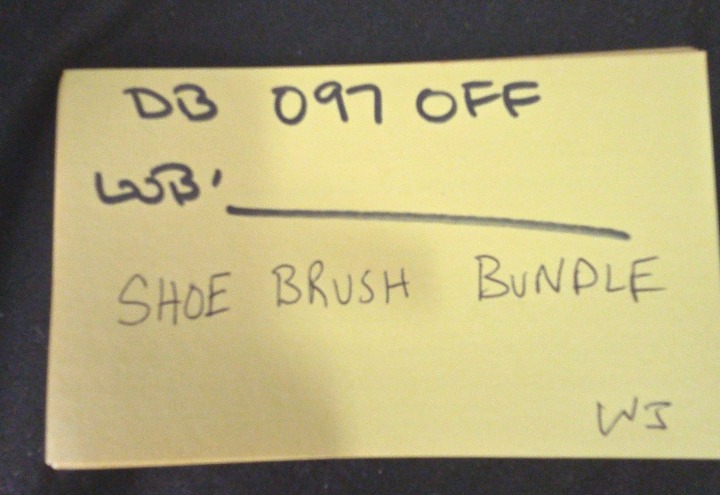 DB 097 OFF
WB'
SHOE BRUSH BUNDLE
WJ